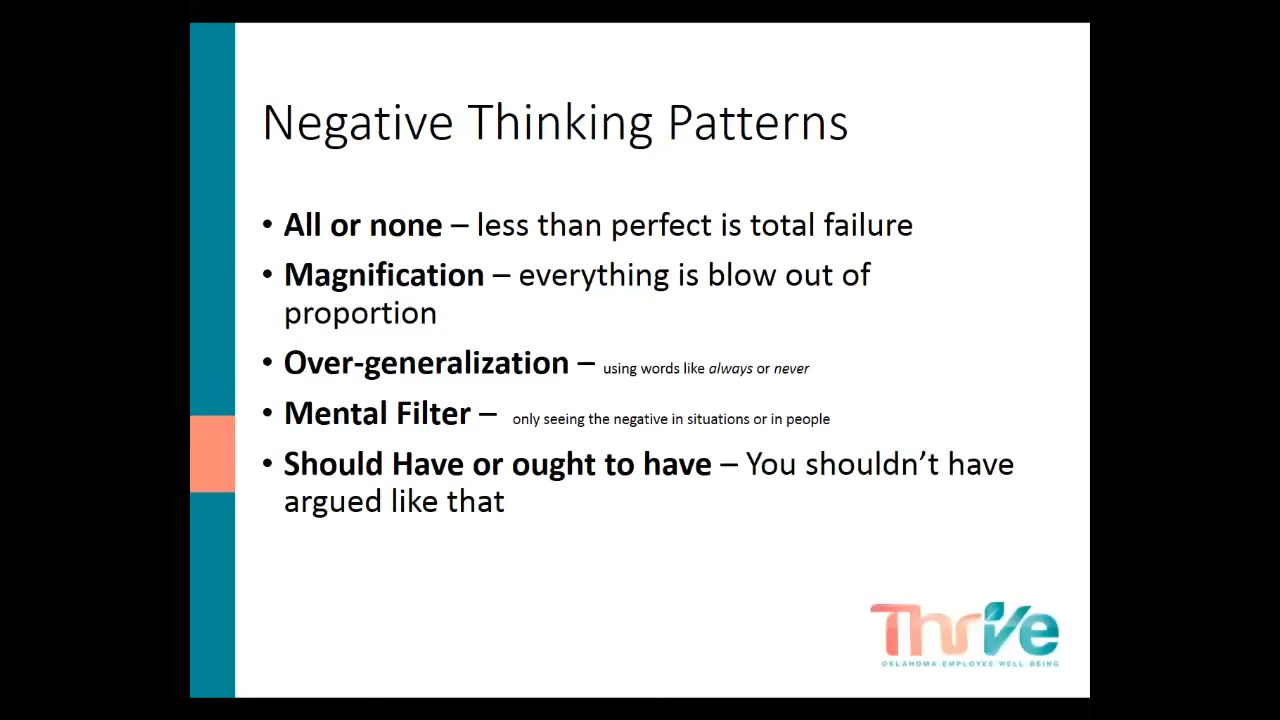 Negative Thinking Patterns
• All or none – less than perfect is total failure
• Magnification – everything is blow out of
proportion
• Over-generalization – using words like always or never
• Mental Filter – only seeing the negative in situations or in people
• Should Have or ought to have – You shouldn’t have
argued like that
Thrive
OKLAHOMA EMPLOYEE WELL-BEING